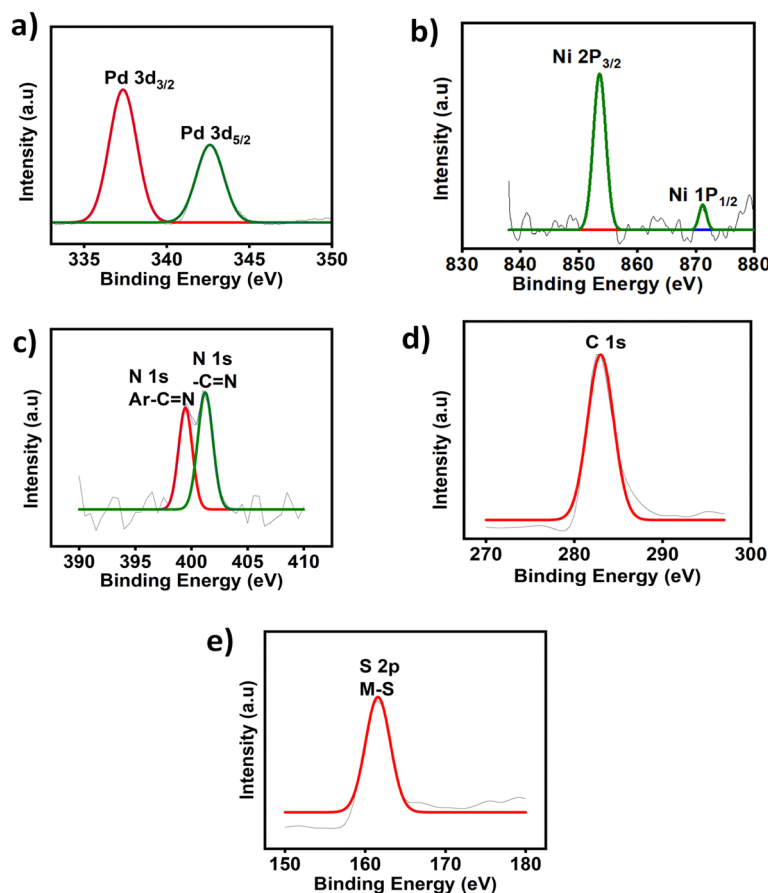 a)
Pd 3d3/2
Pd 3d5/2
Intensity (a.u)
335 340 345 350
Binding Energy (eV)
b)
Ni 2P3/2
Ni 1P1/2
Intensity (a.u)
830 840 850 860 870 880
Binding Energy (eV)
c)
N 1s
Ar-C=N
N 1s
-C=N
Intensity (a.u)
390 395 400 405 410
Binding Energy (eV)
d)
C 1s
Intensity (a.u)
270 280 290 300
Binding Energy (eV)
e)
S 2p
M-S
Intensity (a.u)
150 160 170 180
Binding Energy (eV)